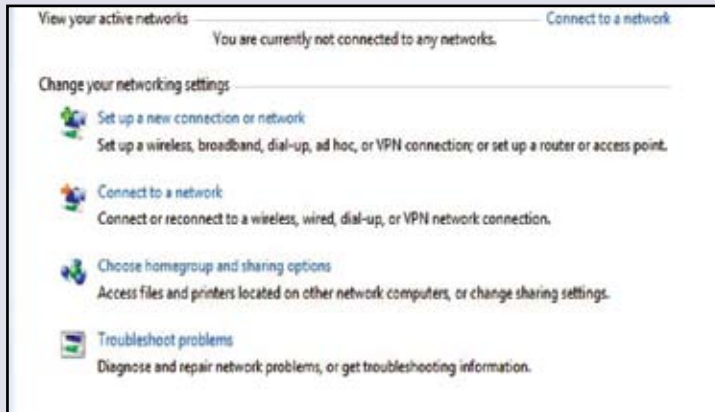 View your active networks Connect to a network
You are currently not connected to any networks.
Change your networking settings
Set up a new connection or network
Set up a wireless, broadband, dial-up, ad hoc, or VPN connection; or set up a router or access point.
Connect to a network
Connect or reconnect to a wireless, wired, dial-up, or VPN network connection.
Choose homegroup and sharing options
Access files and printers located on other network computers, or change sharing settings.
Troubleshoot problems
Diagnose and repair network problems, or get troubleshooting information.